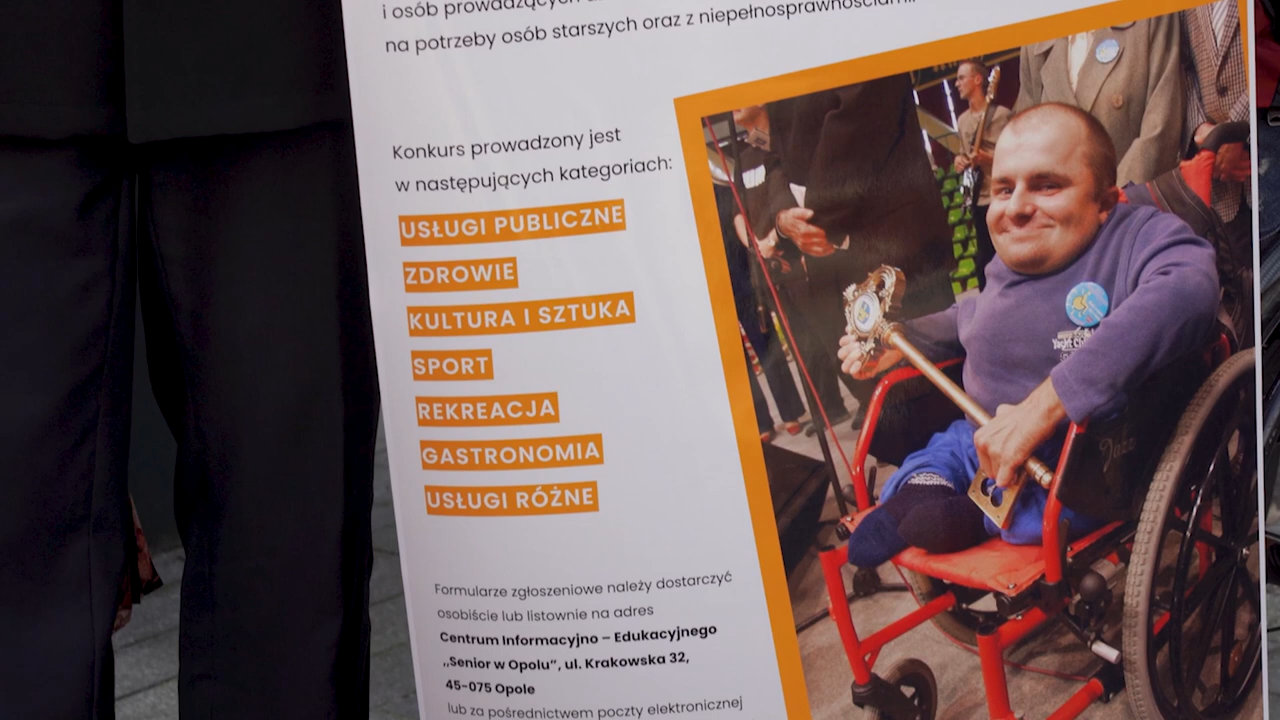 i osób prowadzących
na potrzeby osób starszych oraz z niepełnosprawnościami..
Konkurs prowadzony jest
w następujących kategoriach:
USŁUGI PUBLICZNE
ZDROWIE
KULTURA I SZTUKA
SPORT
REKREACJA
GASTRONOMIA
USŁUGI RÓŻNE
Formularze zgłoszeniowe należy dostarczyć
osobiście lub listownie na adres
Centrum Informacyjno – Edukacyjnego
,,Senior w Opolu”, ul. Krakowska 32,
45-075 Opole
lub za pośrednictwem poczty elektronicznej